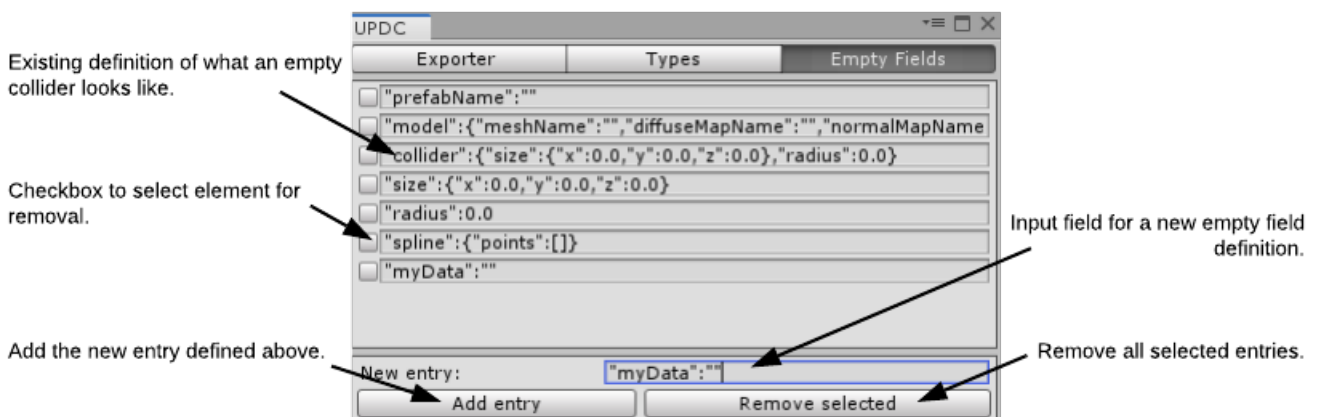 UPDC
Exporter
Types
Empty Fields
Existing definition of what an empty
collider looks like.
"prefabName":""
"model":{"meshName":"","diffuseMapName":"","normalMapName
collider":{"size":{"x":0.0,"y":0.0,"z":0.0},"radius":0.0}
"size":{"x":0.0,"y":0.0,"z":0.0}
Checkbox to select element for
removal.
"radius":0.0
"spline":{"points":[]}
"myData":""
Input field for a new empty field
definition.
Add the new entry defined above.
New entry:
"myData":""
Remove all selected entries.
Add entry
Remove selected